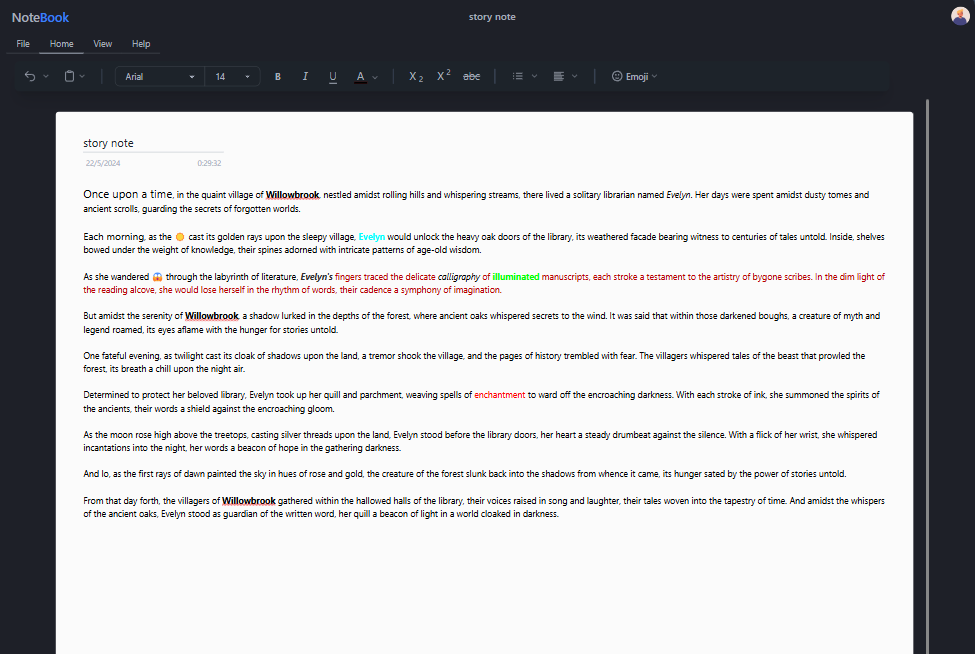 NoteBook
story note
File Home View Help
Arial 14 B I U A X2 X2 abc Emoji
story note
22/5/2024 0:29:32
Once upon a time, in the quaint village of Willowbrook, nestled amidst rolling hills and whispering streams, there lived a solitary librarian named Evelyn. Her days were spent amidst dusty tomes and
ancient scrolls, guarding the secrets of forgotten worlds.
Each morning, as the 🟡 cast its golden rays upon the sleepy village, Evelyn would unlock the heavy oak doors of the library, its weathered facade bearing witness to centuries of tales untold. Inside, shelves
bowed under the weight of knowledge, their spines adorned with intricate patterns of age-old wisdom.
As she wandered 😱 through the labyrinth of literature, Evelyn's fingers traced the delicate calligraphy of illuminated manuscripts, each stroke a testament to the artistry of bygone scribes. In the dim light of
the reading alcove, she would lose herself in the rhythm of words, their cadence a symphony of imagination.
But amidst the serenity of Willowbrook, a shadow lurked in the depths of the forest, where ancient oaks whispered secrets to the wind. It was said that within those darkened boughs, a creature of myth and
legend roamed, its eyes aflame with the hunger for stories untold.
One fateful evening, as twilight cast its cloak of shadows upon the land, a tremor shook the village, and the pages of history trembled with fear. The villagers whispered tales of the beast that prowled the
forest, its breath a chill upon the night air.
Determined to protect her beloved library, Evelyn took up her quill and parchment, weaving spells of enchantment to ward off the encroaching darkness. With each stroke of ink, she summoned the spirits of
the ancients, their words a shield against the encroaching gloom.
As the moon rose high above the treetops, casting silver threads upon the land, Evelyn stood before the library doors, her heart a steady drumbeat against the silence. With a flick of her wrist, she whispered
incantations into the night, her words a beacon of hope in the gathering darkness.
And lo, as the first rays of dawn painted the sky in hues of rose and gold, the creature of the forest slunk back into the shadows from whence it came, its hunger sated by the power of stories untold.
From that day forth, the villagers of Willowbrook gathered within the hallowed halls of the library, their voices raised in song and laughter, their tales woven into the tapestry of time. And amidst the whispers
of the ancient oaks, Evelyn stood as guardian of the written word, her quill a beacon of light in a world cloaked in darkness.